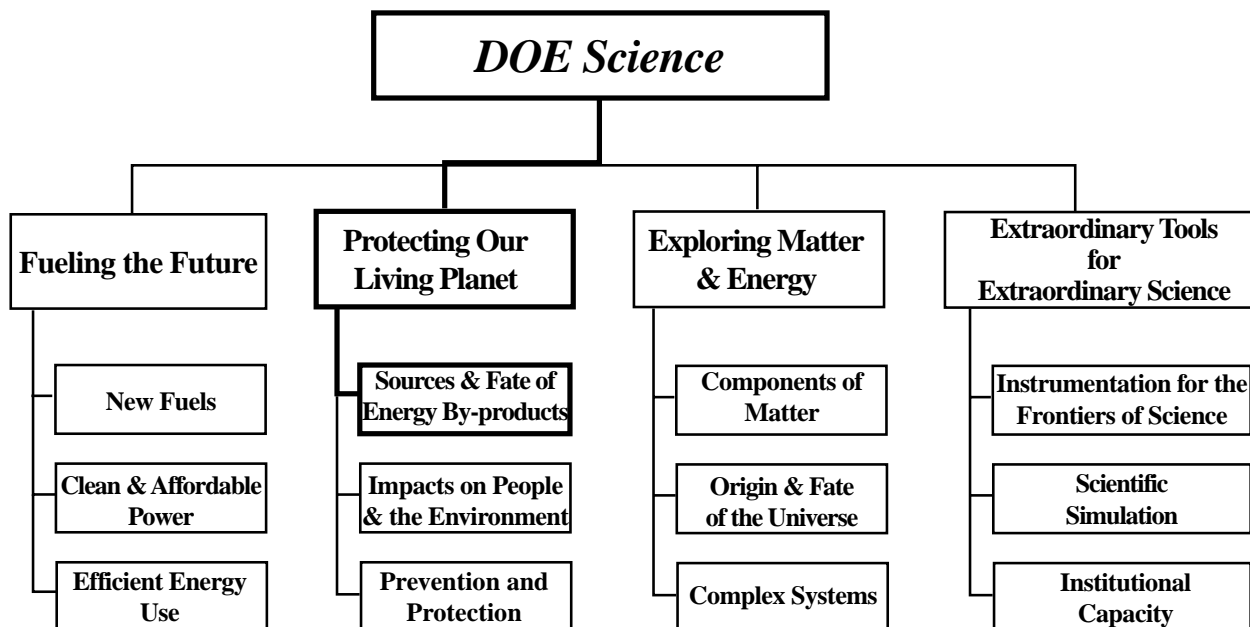 DOE Science
Fueling the Future
Protecting Our
Living Planet
Exploring Matter
& Energy
Extraordinary Tools
for
Extraordinary Science
New Fuels
Sources & Fate of
Energy By-products
Components of
Matter
Instrumentation for the
Frontiers of Science
Clean & Affordable
Power
Impacts on People
& the Environment
Origin & Fate
of the Universe
Scientific
Simulation
Efficient Energy
Use
Prevention and
Protection
Complex Systems
Institutional
Capacity